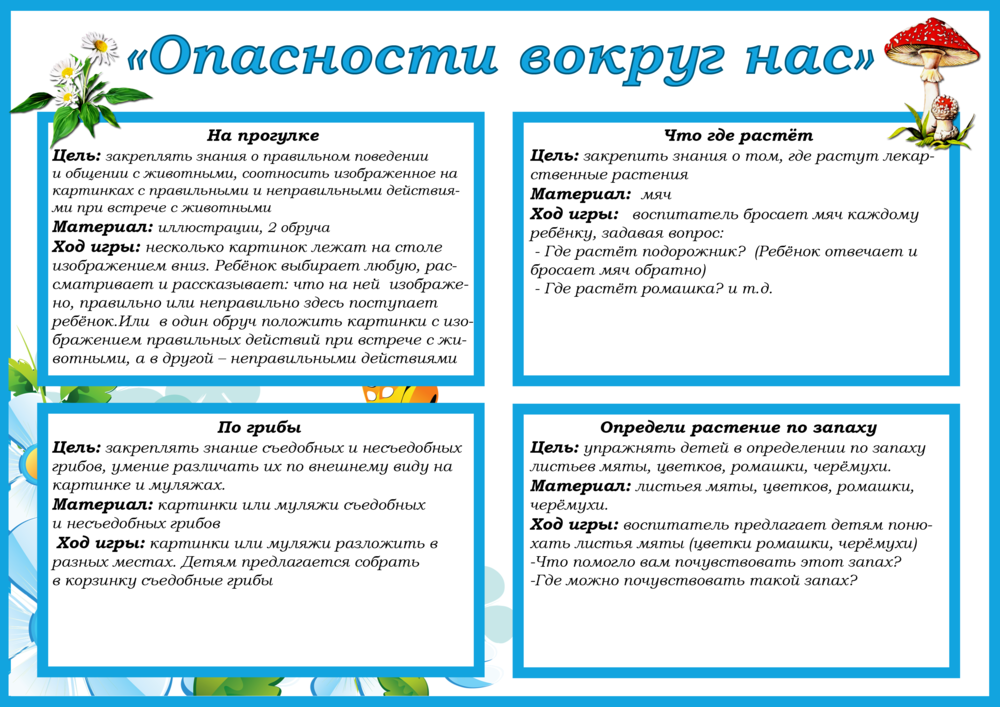 «Опасности вокруг нас»
На прогулке
Цель: закреплять знания о правильном поведении
и общении с животными, соотносить изображенное на
картинках с правильными и неправильными действия-
ми при встрече с животными
Материал: иллюстрации, 2 обруча
Ход игры: несколько картинок лежат на столе
изображением вниз. Ребёнок выбирает любую, рас-
сматривает и рассказывает: что на ней  изображе-
но, правильно или неправильно здесь поступает
ребёнок.Или  в один обруч положить картинки с изо-
бражением правильных действий при встрече с жи-
вотными, а в другой – неправильными действиями
Что где растёт
Цель: закрепить знания о том, где растут лекар-
ственные растения
Материал:  мяч
Ход игры:   воспитатель бросает мяч каждому
ребёнку, задавая вопрос:
- Где растёт подорожник?  (Ребёнок отвечает и
бросает мяч обратно)
- Где растёт ромашка? и т.д.
По грибы
Цель: закреплять знание съедобных и несъедобных
грибов, умение различать их по внешнему виду на
картинке и муляжах.
Материал: картинки или муляжи съедобных
и несъедобных грибов
Ход игры: картинки или муляжи разложить в
разных местах. Детям предлагается собрать
в корзинку съедобные грибы
Определи растение по запаху
Цель: упражнять детей в определении по запаху
листьев мяты, цветков, ромашки, черёмухи.
Материал: листьея мяты, цветков, ромашки,
черёмухи.
Ход игры: воспитатель предлагает детям поню-
хать листья мяты (цветки ромашки, черёмухи)
-Что помогло вам почувствовать этот запах?
-Где можно почувствовать такой запах?